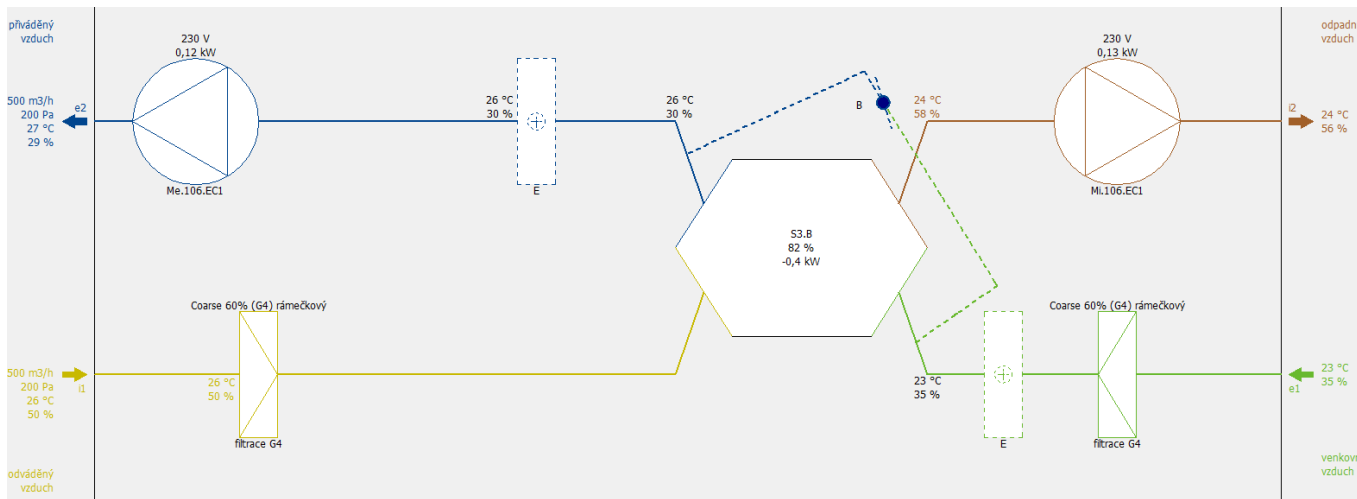 přiváděný
vzduch
230 V
0,12 kW
230 V
0,13 kW
odpadn
vzduch
500 m3/h
200 Pa
27 °C
29 %
e2
26 °C
30 %
26 °C
30 %
B
24 °C
58 %
i2
24 °C
56 %
Me.106.EC1
E
Mi.106.EC1
S3.B
82 %
-0,4 kW
Coarse 60% (G4) rámečkový
Coarse 60% (G4) rámečkový
500 m3/h
200 Pa
26 °C
50 %
i1
26 °C
50 %
23 °C
35 %
e1
23 °C
35 %
filtrace G4
E
filtrace G4
odváděný
vzduch
venkovn
vzduch